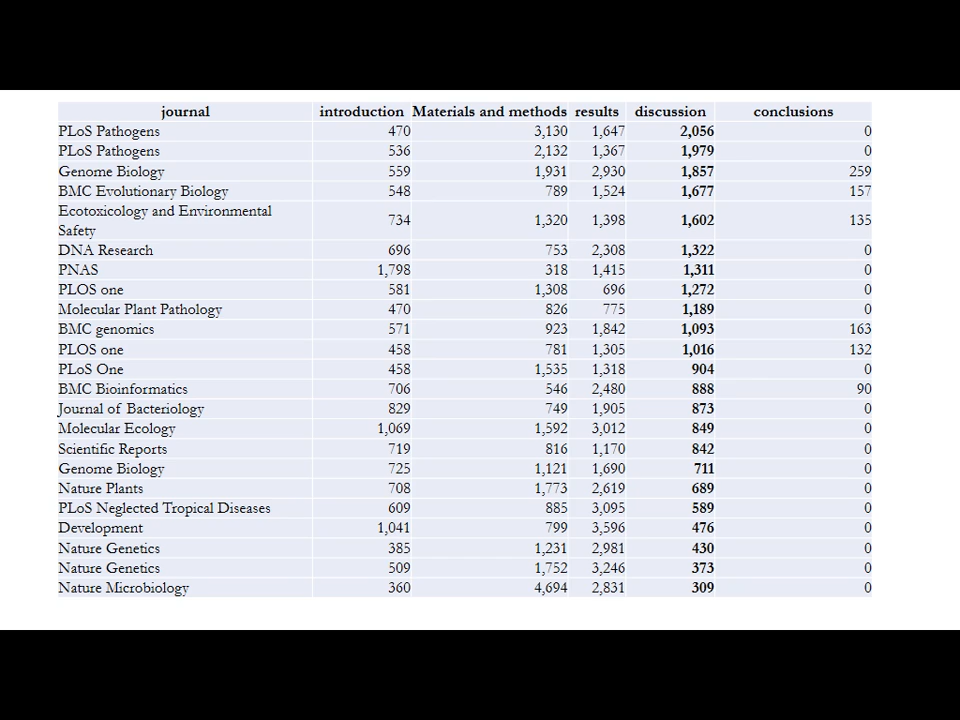 journal introduction Materials and methods results discussion conclusions
PLoS Pathogens 470 3,130 1,647 2,056 0
PLoS Pathogens 536 2,132 1,367 1,979 0
Genome Biology 559 1,931 2,930 1,857 259
BMC Evolutionary Biology 548 789 1,524 1,677 157
Ecotoxicology and Environmental
Safety 734 1,320 1,398 1,602 135
DNA Research 696 753 2,308 1,322 0
PNAS 1,798 318 1,415 1,311 0
PLOS one 581 1,308 696 1,272 0
Molecular Plant Pathology 470 826 775 1,189 0
BMC genomics 571 923 1,842 1,093 163
PLOS one 458 781 1,305 1,016 132
PLoS One 458 1,535 1,318 904 0
BMC Bioinformatics 706 546 2,480 888 90
Journal of Bacteriology 829 749 1,905 873 0
Molecular Ecology 1,069 1,592 3,012 849 0
Scientific Reports 719 816 1,170 842 0
Genome Biology 725 1,121 1,690 711 0
Nature Plants 708 1,773 2,619 689 0
PLoS Neglected Tropical Diseases 609 885 3,095 589 0
Development 1,041 799 3,596 476 0
Nature Genetics 385 1,231 2,981 430 0
Nature Genetics 509 1,752 3,246 373 0
Nature Microbiology 360 4,694 2,831 309 0